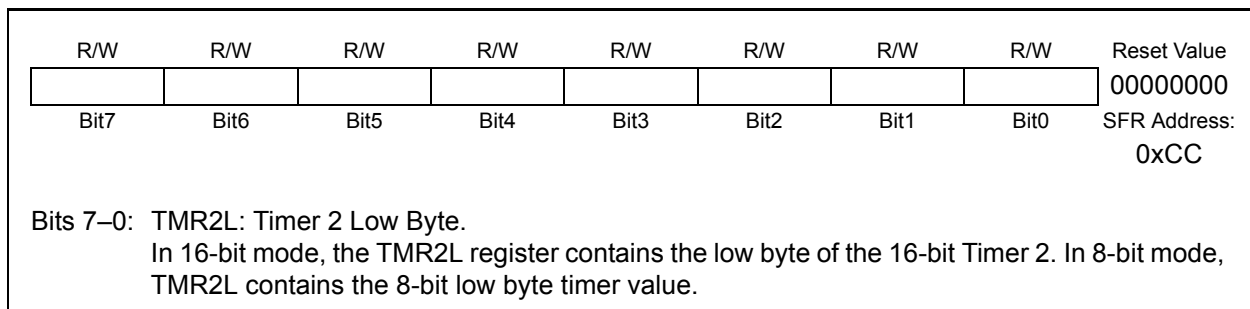 R/W R/W R/W R/W R/W R/W R/W R/W Reset Value
00000000
Bit7 Bit6 Bit5 Bit4 Bit3 Bit2 Bit1 Bit0 SFR Address:
0xCC
Bits 7–0: TMR2L: Timer 2 Low Byte.
In 16-bit mode, the TMR2L register contains the low byte of the 16-bit Timer 2. In 8-bit mode,
TMR2L contains the 8-bit low byte timer value.